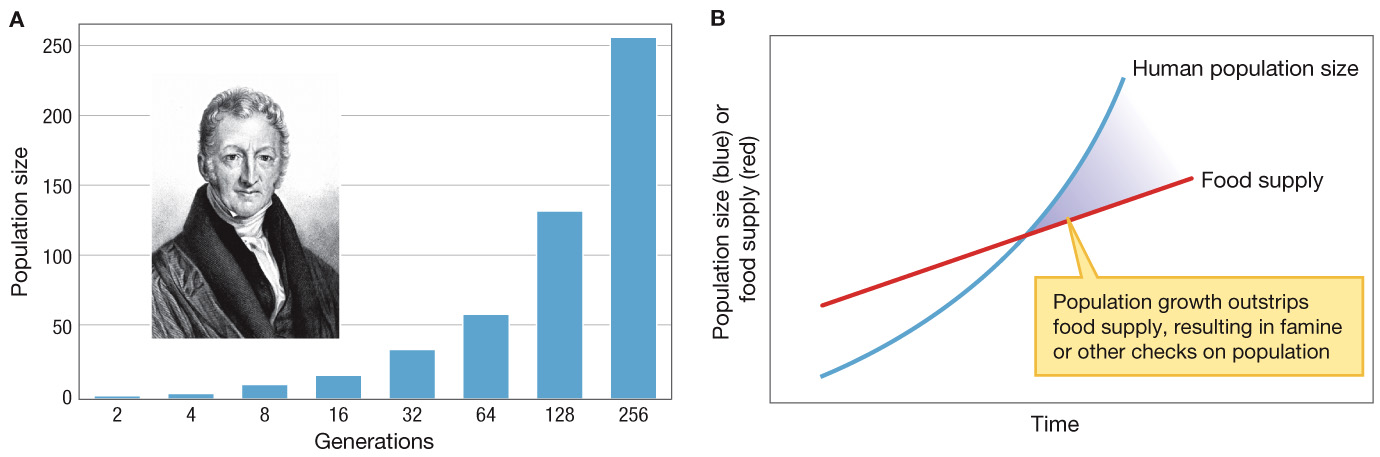 A
Population size
250
200
150
100
50
0
2 4 8 16 32 64 128 256
Generations
B
Population size (blue) or
food supply (red)
Human population size
Food supply
Population growth outstrips
food supply, resulting in famine
or other checks on population
Time